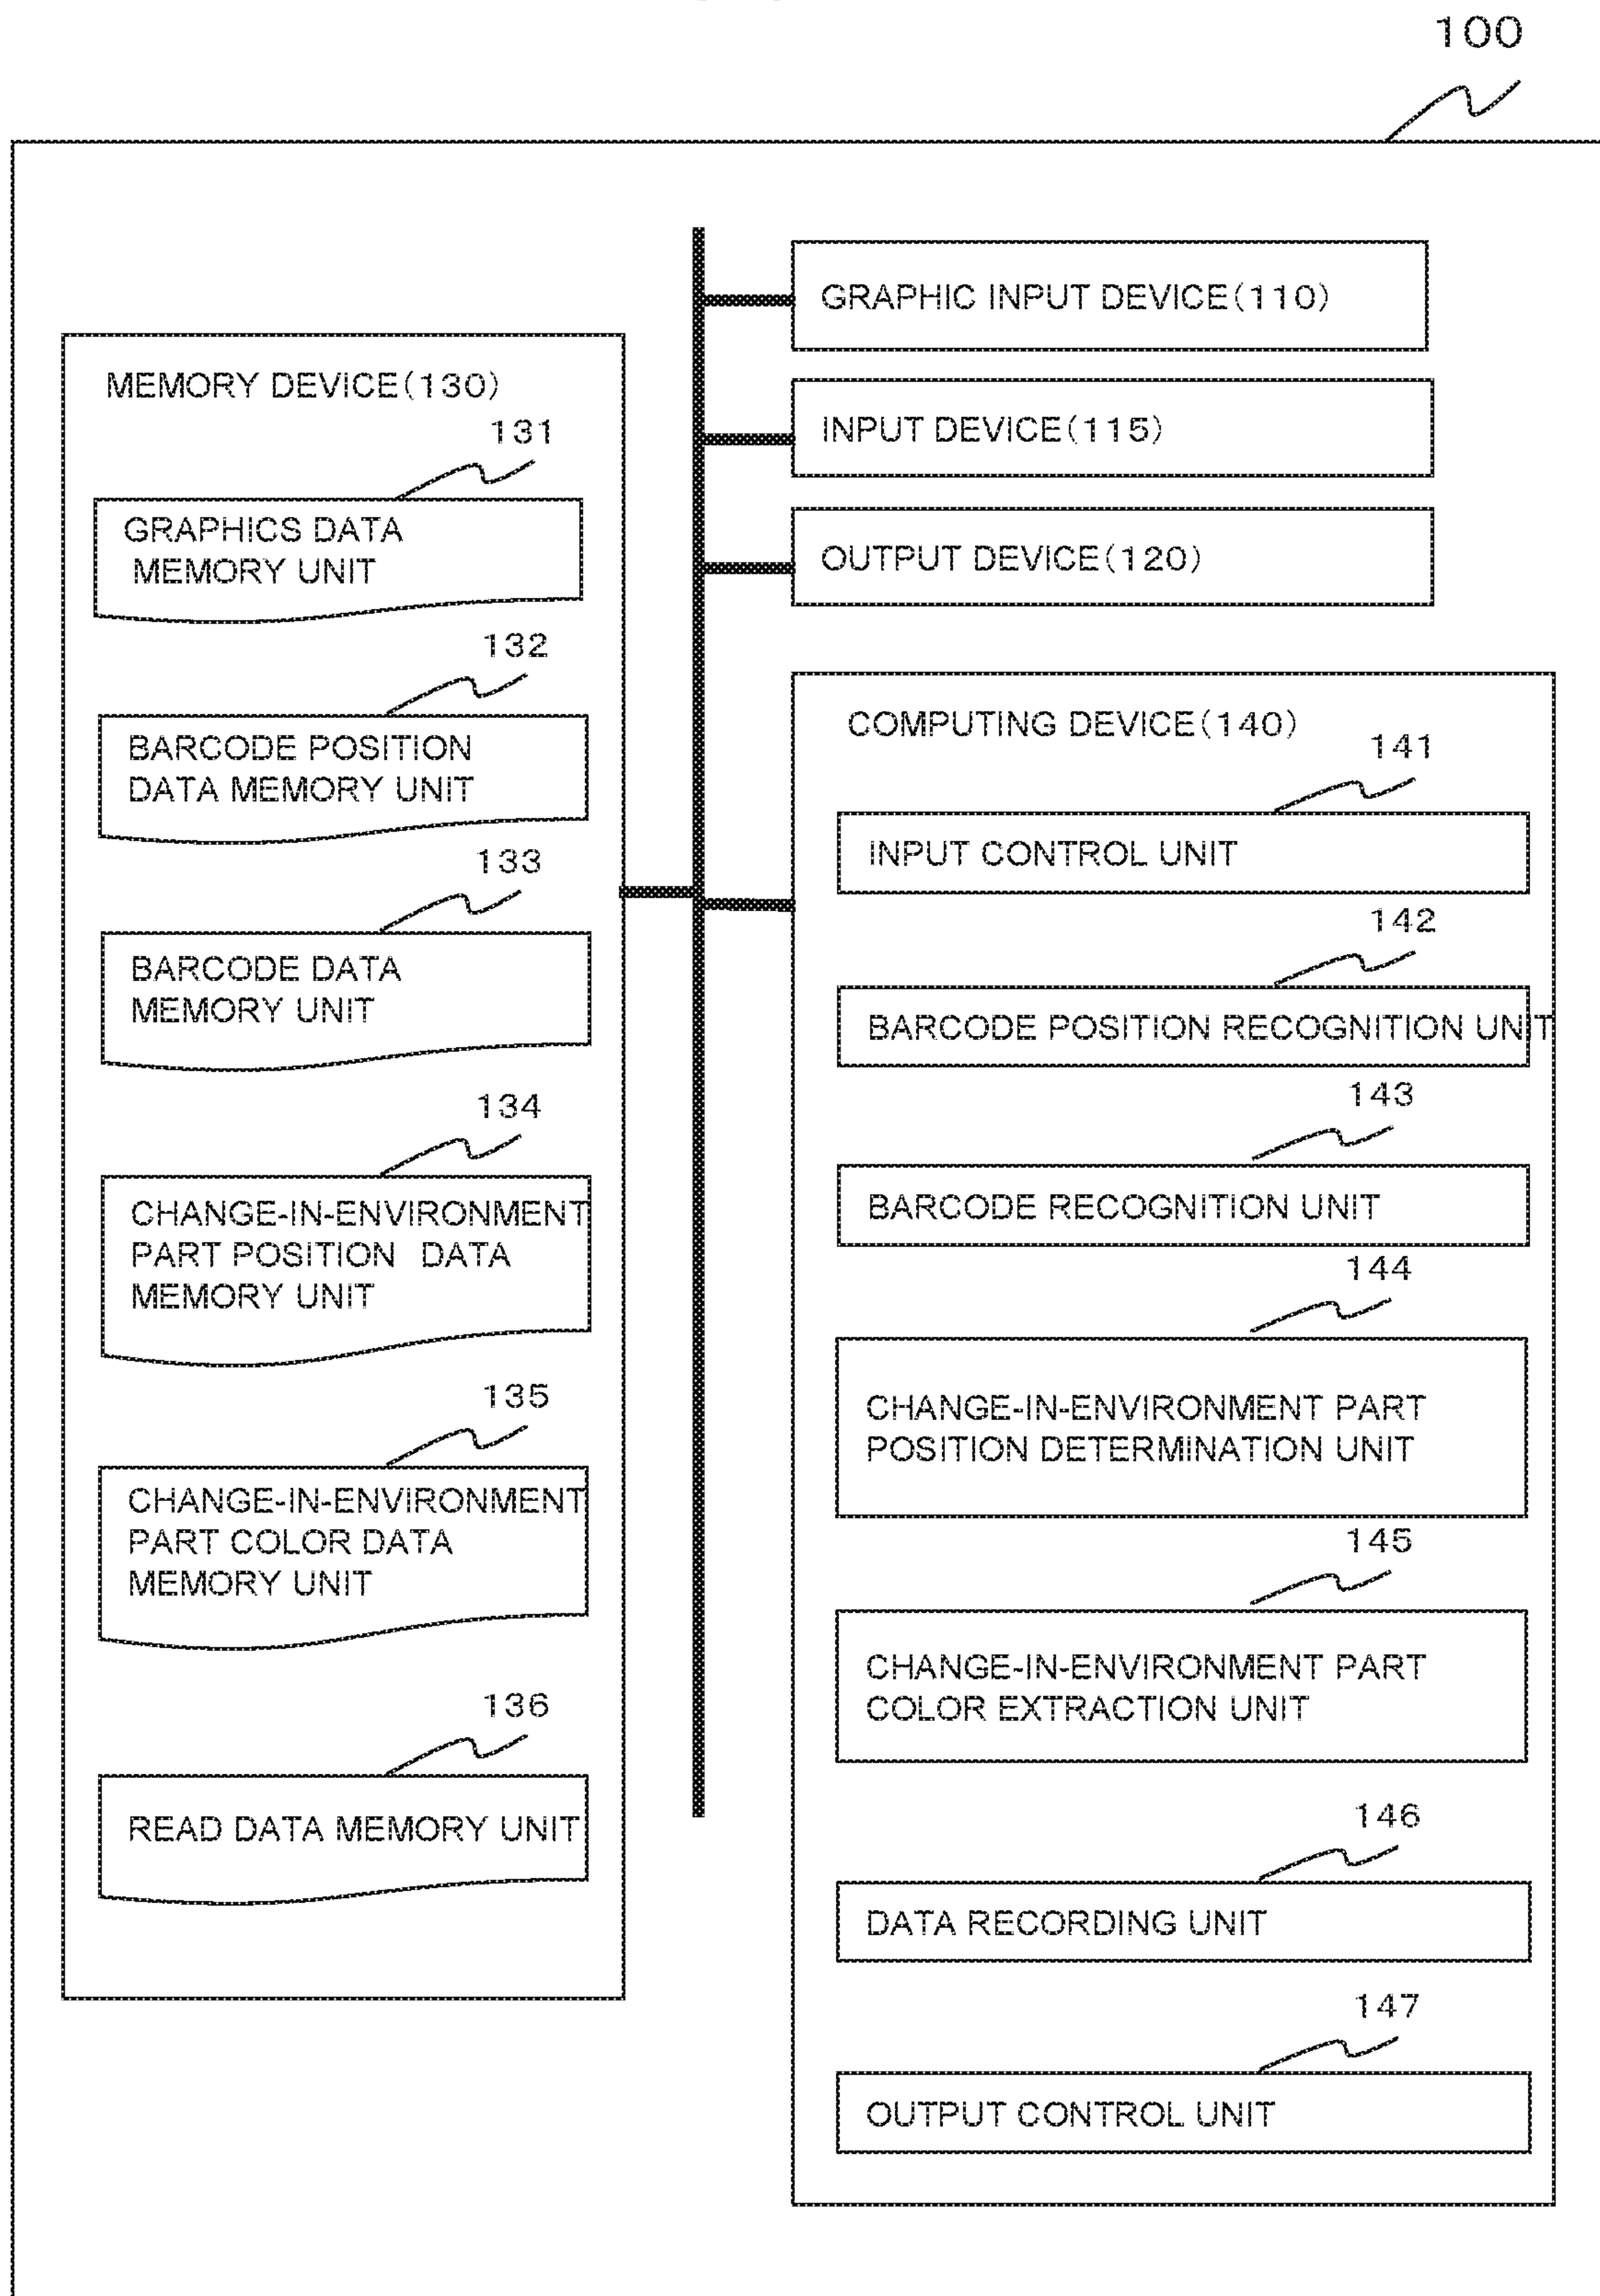 100
GRAPHIC INPUT DEVICE(110)
INPUT DEVICE(115)
OUTPUT DEVICE(120)
MEMORY DEVICE(130)
131
GRAPHICS DATA
MEMORY UNIT
132
BARCODE POSITION
DATA MEMORY UNIT
133
BARCODE DATA
MEMORY UNIT
134
CHANGE-IN-ENVIRONMENT
PART POSITION DATA
MEMORY UNIT
135
CHANGE-IN-ENVIRONMENT
PART COLOR DATA
MEMORY UNIT
136
READ DATA MEMORY UNIT
COMPUTING DEVICE(140)
141
INPUT CONTROL UNIT
142
BARCODE POSITION RECOGNITION UNIT
143
BARCODE RECOGNITION UNIT
144
CHANGE-IN-ENVIRONMENT PART
POSITION DETERMINATION UNIT
145
CHANGE-IN-ENVIRONMENT PART
COLOR EXTRACTION UNIT
146
DATA RECORDING UNIT
147
OUTPUT CONTROL UNIT